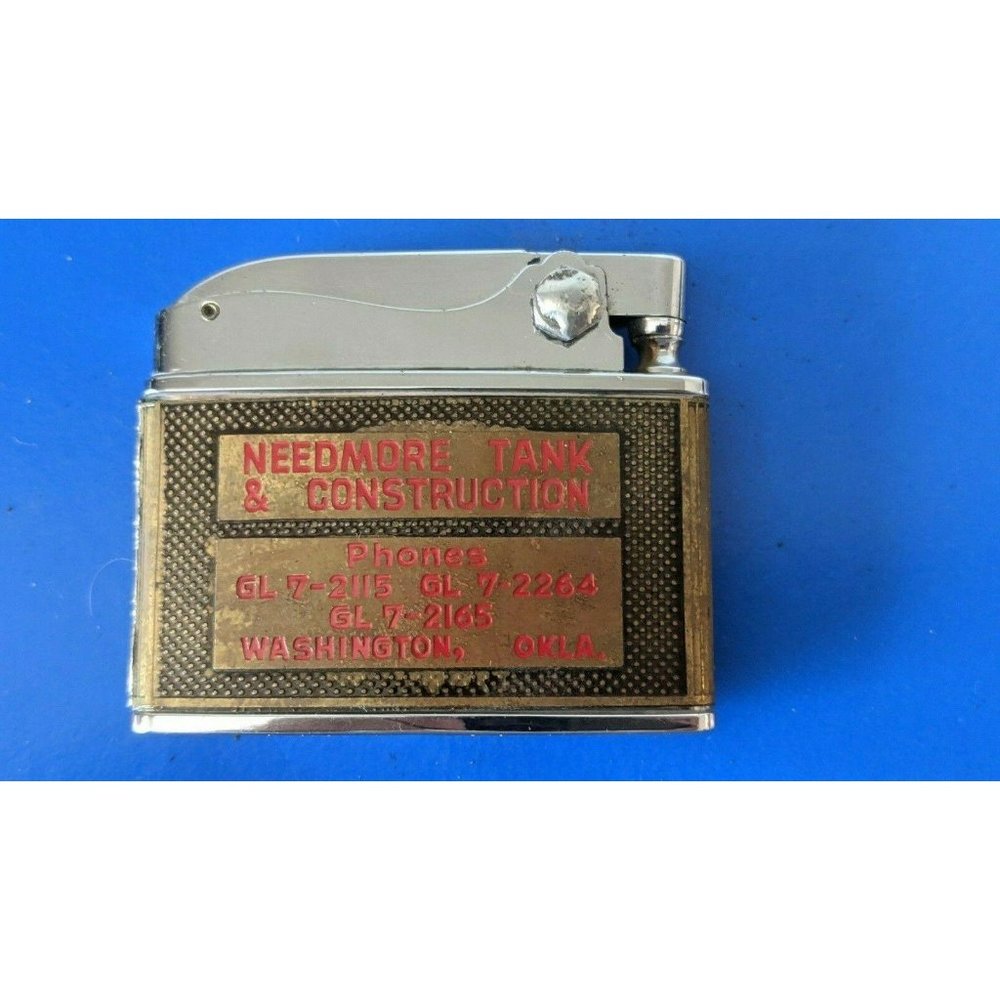 NEEDMORE TANK
& CONSTRUCTION
Phones
GL 7-2115 GL 7-2264
GL 7-2165
WASHINGTON, OKLA.